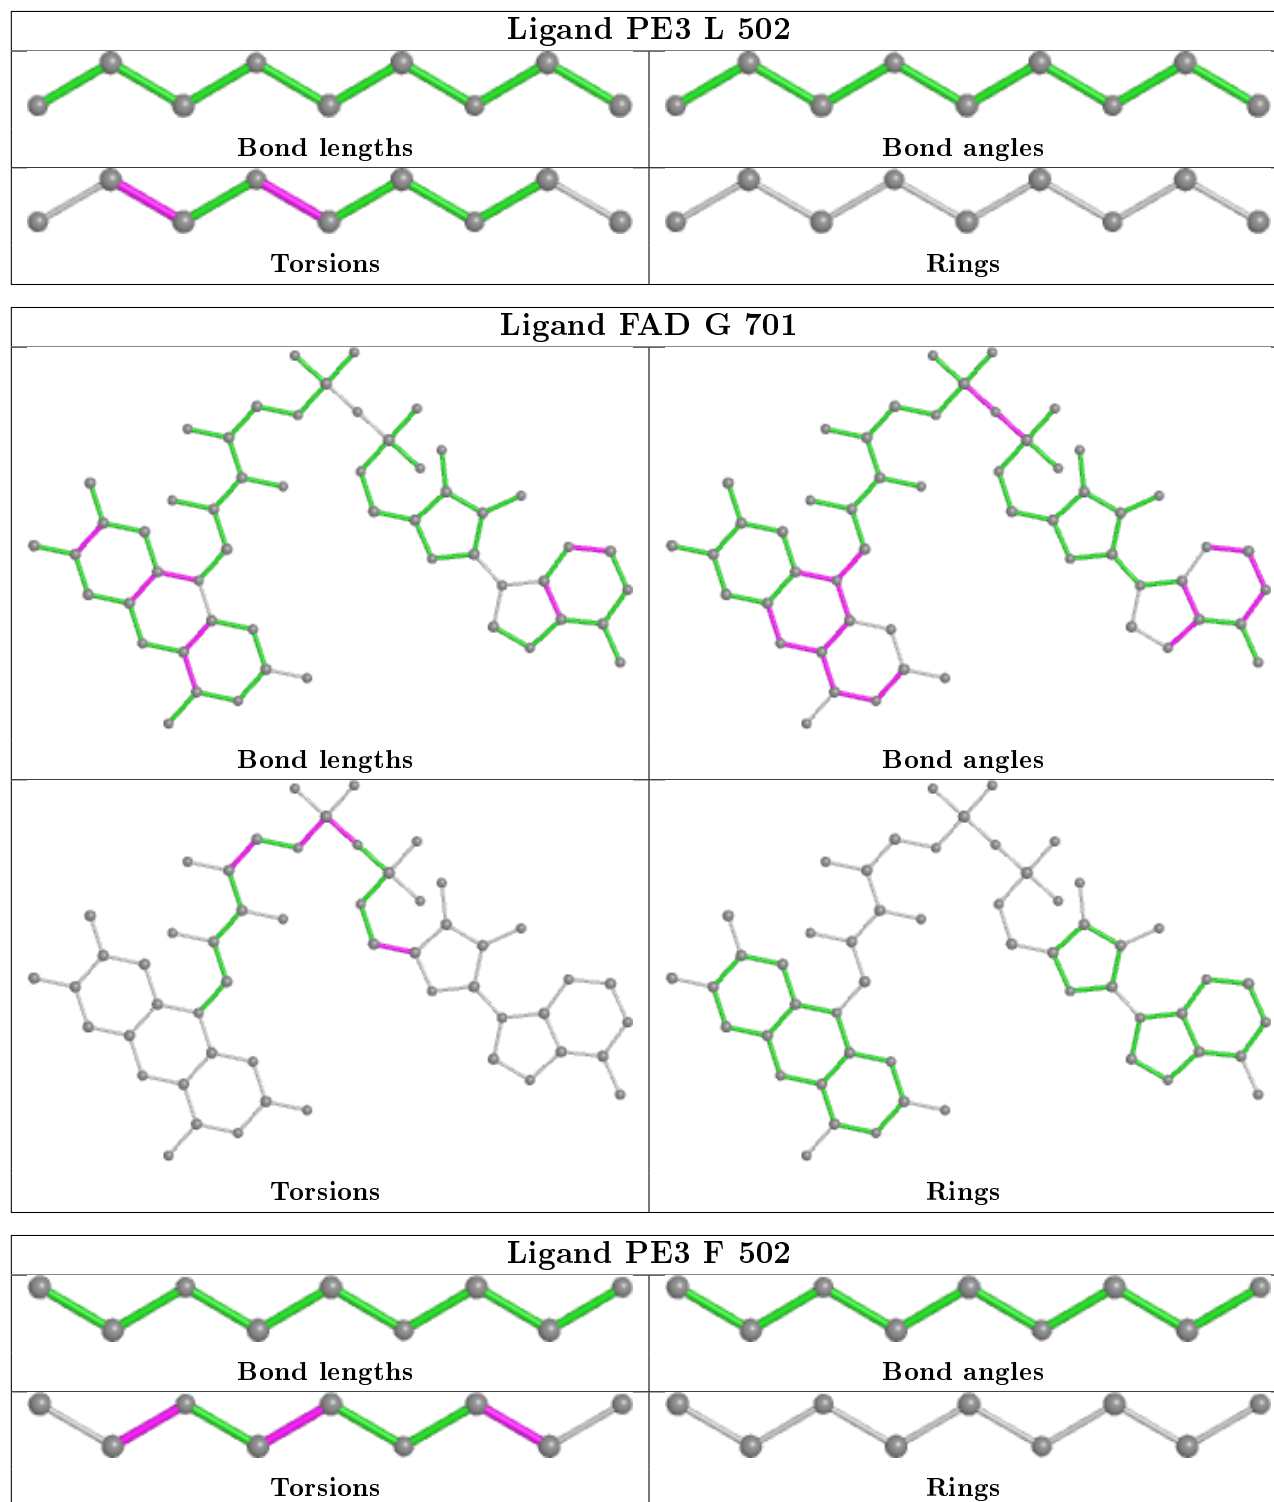 Ligand PE3 L 502
Bond lengths
Bond angles
Torsions
Rings
Ligand FAD G 701
Bond lengths
Bond angles
Torsions
Rings
Ligand PE3 F 502
Bond lengths
Bond angles
Torsions
Rings